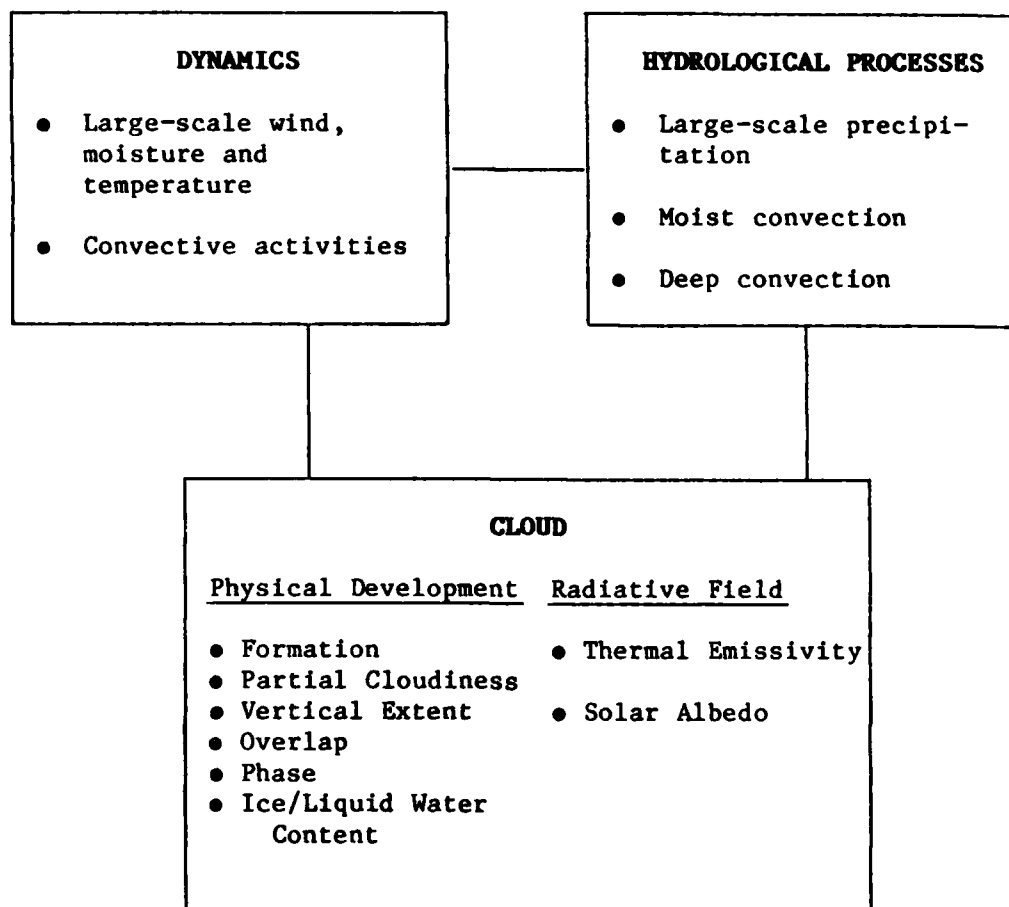 DYNAMICS
● Large-scale wind,
moisture and
temperature
● Convective activities
HYDROLOGICAL PROCESSES
● Large-scale precipi-
tation
● Moist convection
● Deep convection
CLOUD
Physical Development
● Formation
● Partial Cloudiness
● Vertical Extent
● Overlap
● Phase
● Ice/Liquid Water
Content
Radiative Field
● Thermal Emissivity
● Solar Albedo